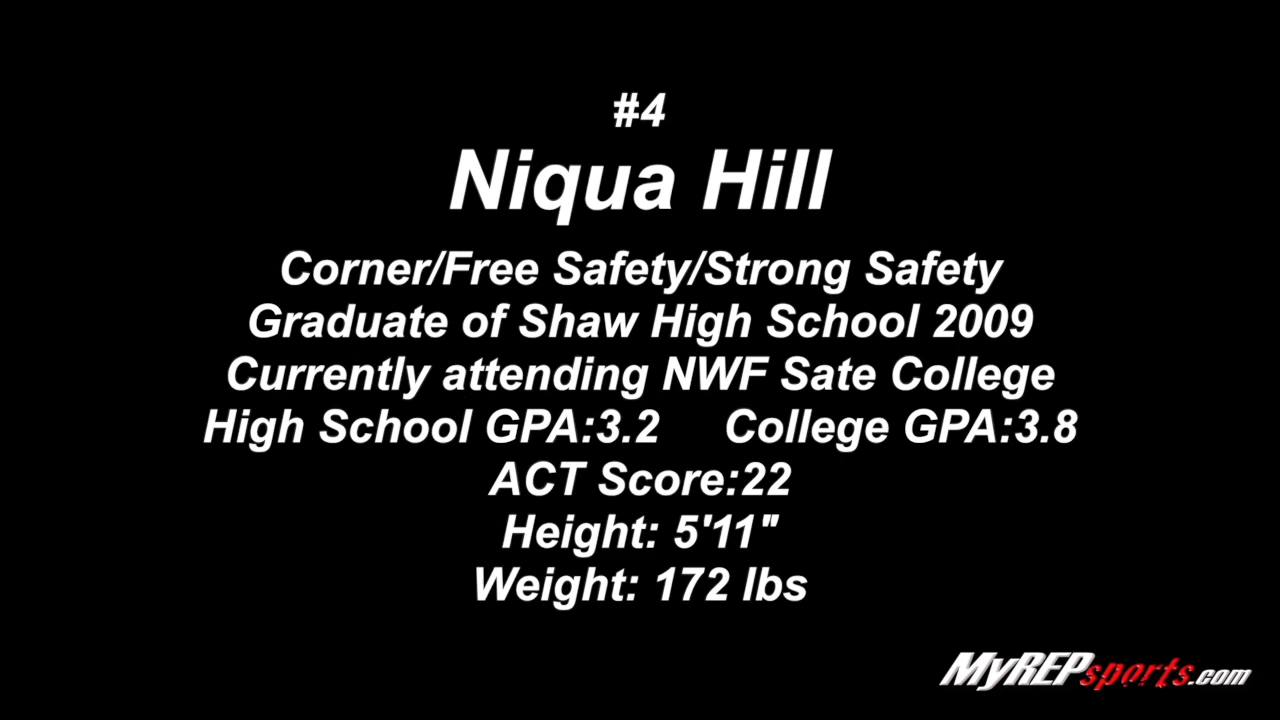 #4
Niqua Hill
Corner/Free Safety/Strong Safety
Graduate of Shaw High School 2009
Currently attending NWF Sate College
High School GPA:3.2 College GPA:3.8
ACT Score:22
Height: 5'11"
Weight: 172 lbs
MyREPsports.com